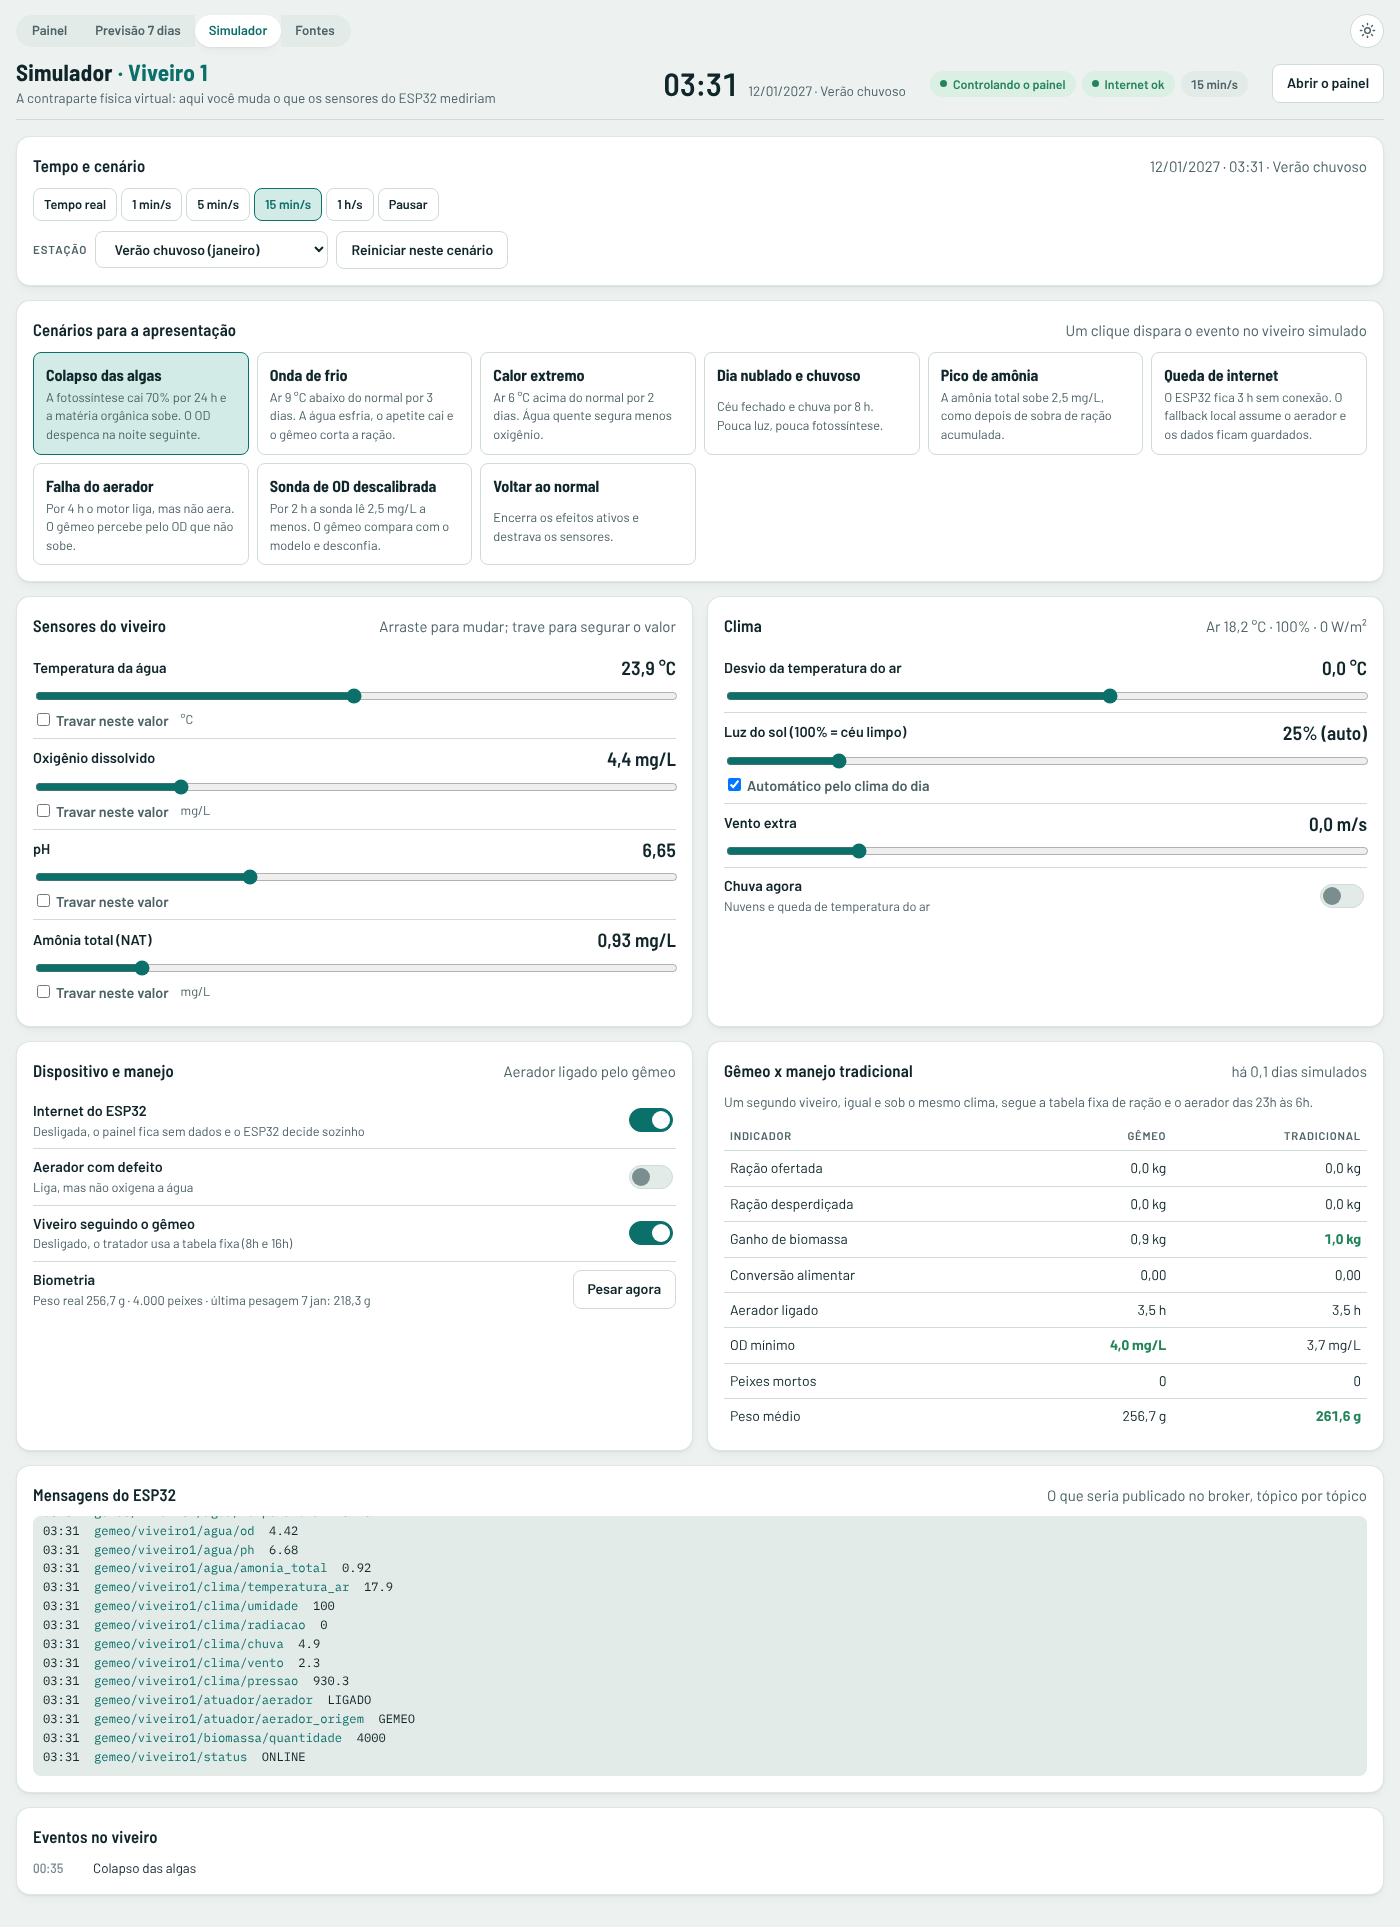 Painel
Previsão 7 dias
Simulador
Fontes
Simulador · Viveiro 1
A contraparte física virtual: aqui você muda o que os sensores do ESP32 mediriam
03:31
12/01/2027 · Verão chuvoso
Controlando o painel
Internet ok
15 min/s
Abrir o painel
Tempo e cenário
12/01/2027 · 03:31 · Verão chuvoso
Tempo real
1 min/s
5 min/s
15 min/s
1 h/s
Pausar
ESTAÇÃO
Verão chuvoso (janeiro)
Reiniciar neste cenário
Cenários para a apresentação
Um clique dispara o evento no viveiro simulado
Colapso das algas
A fotossíntese cai 70% por 24 h e
a matéria orgânica sobe. O OD
despenca na noite seguinte.
Onda de frio
Ar 9 °C abaixo do normal por 3
dias. A água esfria, o apetite cai e
o gêmeo corta a ração.
Calor extremo
Ar 6 °C acima do normal por 2
dias. Água quente segura menos
oxigênio.
Dia nublado e chuvoso
Céu fechado e chuva por 8 h.
Pouca luz, pouca fotossíntese.
Pico de amônia
A amônia total sobe 2,5 mg/L,
como depois de sobra de ração
acumulada.
Queda de internet
O ESP32 fica 3 h sem conexão. O
fallback local assume o aerador e
os dados ficam guardados.
Falha do aerador
Por 4 h o motor liga, mas não aera.
O gêmeo percebe pelo OD que não
sobe.
Sonda de OD descalibrada
Por 2 h a sonda lê 2,5 mg/L a
menos. O gêmeo compara com o
modelo e desconfia.
Voltar ao normal
Encerra os efeitos ativos e
destrava os sensores.
Sensores do viveiro
Arraste para mudar; trave para segurar o valor
Temperatura da água
23,9 °C
Travar neste valor °C
Oxigênio dissolvido
4,4 mg/L
Travar neste valor mg/L
pH
6,65
Travar neste valor
Amônia total (NAT)
0,93 mg/L
Travar neste valor mg/L
Clima
Ar 18,2 °C · 100% · 0 W/m²
Desvio da temperatura do ar
0,0 °C
Luz do sol (100% = céu limpo)
25% (auto)
Automático pelo clima do dia
Vento extra
0,0 m/s
Chuva agora
Nuvens e queda de temperatura do ar
Dispositivo e manejo
Aerador ligado pelo gêmeo
Internet do ESP32
Desligada, o painel fica sem dados e o ESP32 decide sozinho
Aerador com defeito
Liga, mas não oxigena a água
Viveiro seguindo o gêmeo
Desligado, o tratador usa a tabela fixa (8h e 16h)
Biometria
Peso real 256,7 g · 4.000 peixes · última pesagem 7 jan: 218,3 g
Pesar agora
Gêmeo x manejo tradicional
há 0,1 dias simulados
Um segundo viveiro, igual e sob o mesmo clima, segue a tabela fixa de ração e o aerador das 23h às 6h.
INDICADOR GÊMEO TRADICIONAL
Ração ofertada 0,0 kg 0,0 kg
Ração desperdiçada 0,0 kg 0,0 kg
Ganho de biomassa 0,9 kg 1,0 kg
Conversão alimentar 0,00 0,00
Aerador ligado 3,5 h 3,5 h
OD mínimo 4,0 mg/L 3,7 mg/L
Peixes mortos 0 0
Peso médio 256,7 g 261,6 g
Mensagens do ESP32
O que seria publicado no broker, tópico por tópico
03:31 gemeo/viveiro1/agua/od 4.42
03:31 gemeo/viveiro1/agua/ph 6.68
03:31 gemeo/viveiro1/agua/amonia_total 0.92
03:31 gemeo/viveiro1/clima/temperatura_ar 17.9
03:31 gemeo/viveiro1/clima/umidade 100
03:31 gemeo/viveiro1/clima/radiacao 0
03:31 gemeo/viveiro1/clima/chuva 4.9
03:31 gemeo/viveiro1/clima/vento 2.3
03:31 gemeo/viveiro1/clima/pressao 930.3
03:31 gemeo/viveiro1/atuador/aerador LIGADO
03:31 gemeo/viveiro1/atuador/aerador_origem GEMEO
03:31 gemeo/viveiro1/biomassa/quantidade 4000
03:31 gemeo/viveiro1/status ONLINE
Eventos no viveiro
00:35 Colapso das algas